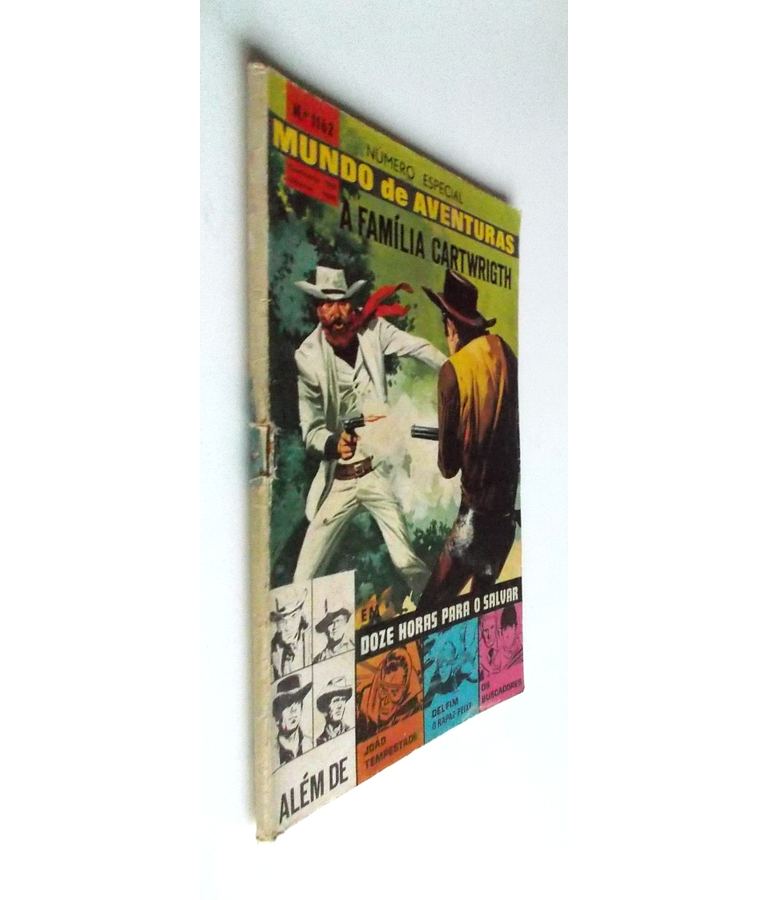 N.º 1162
NÚMERO ESPECIAL
MUNDO de AVENTURAS
A FAMÍLIA CARTWRIGTH
EM
DOZE HORAS PARA O SALVAR
ALÉM DE
JOÃO
TEMPESTADE
DELFIM
O RAPAZ-PEIXE
OS
BUSCADORES